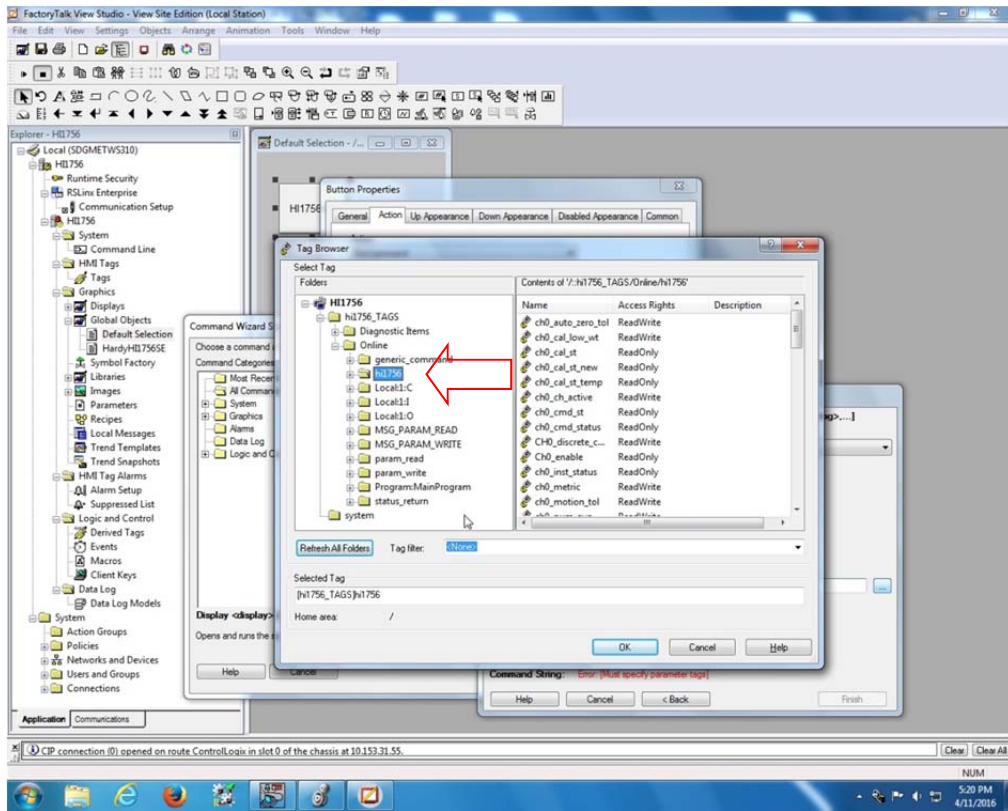 FactoryTalk View Studio - View Site Edition (Local Station)
File Edit View Settings Objects Arrange Animation Tools Window Help
Explorer - HI1756
Local (SDGMETWS310)
HI1756
Runtime Security
RSLinx Enterprise
Communication Setup
HI1756
System
Command Line
HMI Tags
Tags
Graphics
Displays
Global Objects
Default Selection
HardyHI1756SE
Symbol Factory
Libraries
Images
Parameters
Recipes
Local Messages
Trend Templates
Trend Snapshots
HMI Tag Alarms
Alarm Setup
Suppressed List
Logic and Control
Derived Tags
Events
Macros
Client Keys
Data Log
Data Log Models
System
Action Groups
Policies
Networks and Devices
Users and Groups
Connections
Application Communications
Default Selection - /...
HI1756
Button Properties
General Action Up Appearance Down Appearance Disabled Appearance Common
Command Wizard S
Choose a command
Command Categories
Most Recen
All Comman
System
Graphics
Alarms
Data Log
Logic and C
Display <display>
Opens and runs the
Help Cancel
Tag Browser
Select Tag
Folders
HI1756
hi1756_TAGS
Diagnostic Items
Online
generic_command
hi1756
Local:1:C
Local:1:I
Local:1:O
MSG_PARAM_READ
MSG_PARAM_WRITE
param_read
param_write
Program:MainProgram
status_return
system
Contents of '/::hi1756_TAGS/Online/hi1756'
Name Access Rights Description
ch0_auto_zero_tol ReadWrite
ch0_cal_low_wt ReadWrite
ch0_cal_st ReadOnly
ch0_cal_st_new ReadOnly
ch0_cal_st_temp ReadOnly
ch0_ch_active ReadWrite
ch0_cmd_st ReadOnly
ch0_cmd_status ReadOnly
CH0_discrete_c... ReadWrite
Ch0_enable ReadOnly
ch0_inst_status ReadOnly
ch0_metric ReadWrite
ch0_motion_tol ReadWrite
Refresh All Folders Tag filter: <None>
Selected Tag
[hi1756_TAGS]hi1756
Home area: /
OK Cancel Help
g>,...]
...
Command String: Error: [Must specify parameter tags]
Help Cancel < Back Finish
CIP connection (0) opened on route ControlLogix in slot 0 of the chassis at 10.153.31.55.
Clear Clear All
NUM
5:20 PM
4/11/2016